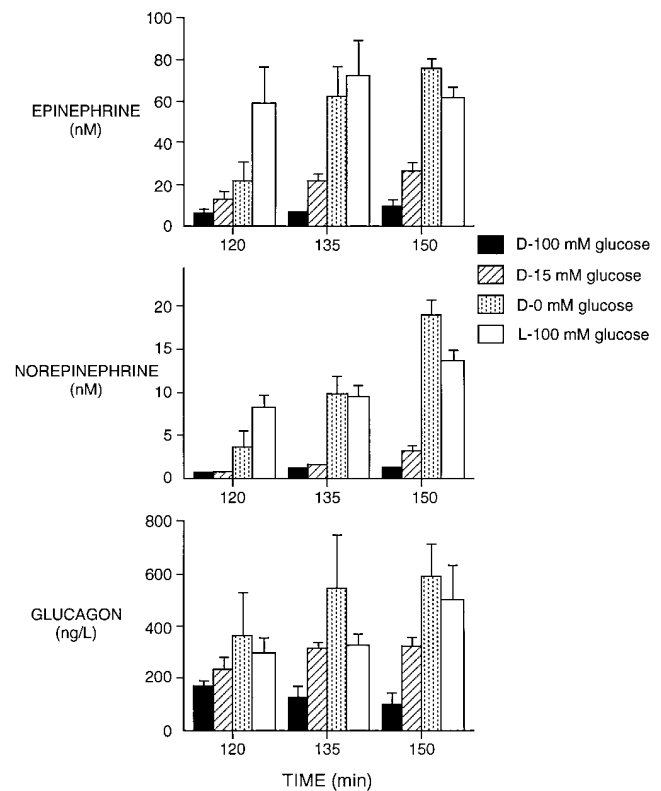 100
80
EPINEPHRINE
(nM)
60
40
20
0
120
135
150
D-100 mM glucose
D-15 mM glucose
D-0 mM glucose
L-100 mM glucose
20
15
NOREPINEPHRINE
(nM)
10
5
0
120
135
150
800
600
GLUCAGON
(ng/L)
400
200
0
120
135
150
TIME (min)